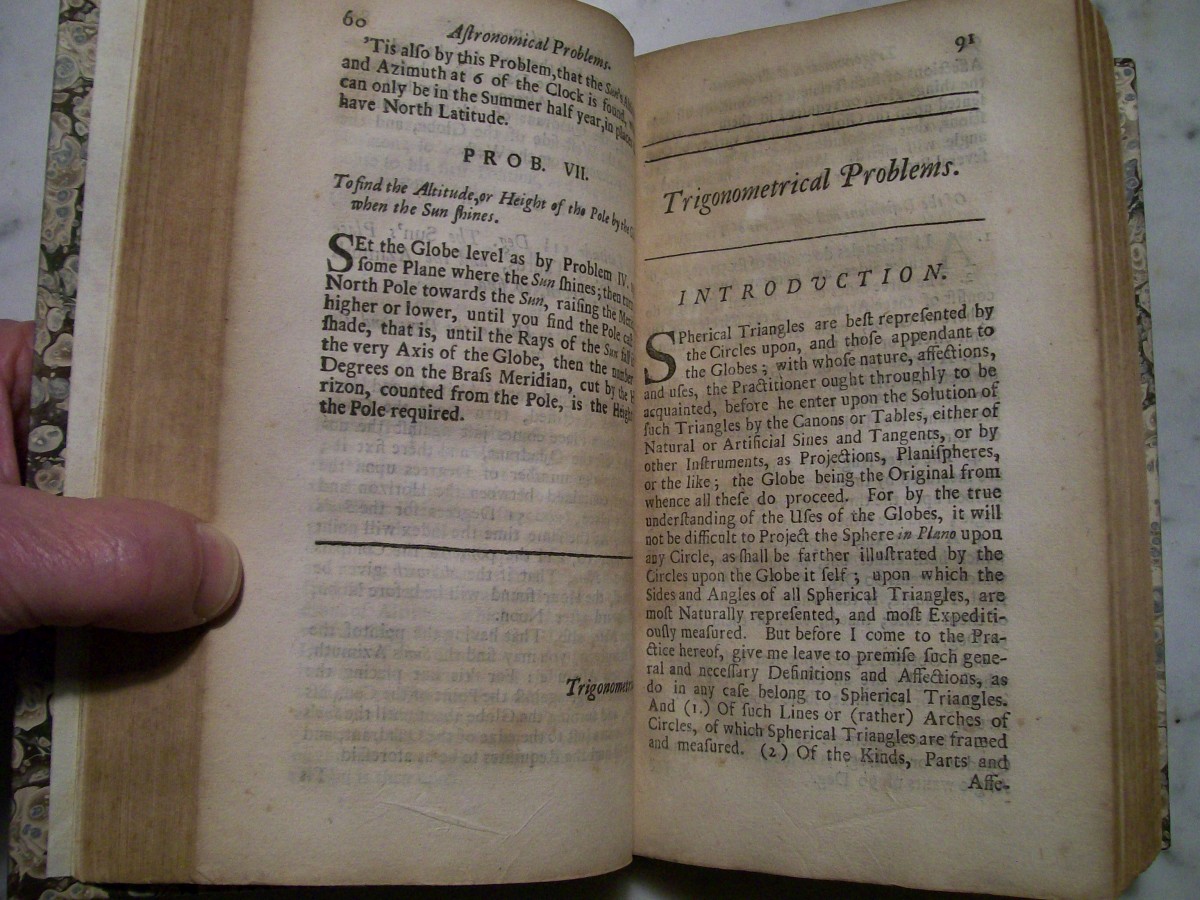 60
Aſtronomical Problems.
'Tis alſo by this Problem, that the Sun's
and Azimuth at 6 of the Clock is found,
can only be in the Summer half year, in places
have North Latitude.
PROB. VII.
To find the Altitude, or Height of the Pole by the
when the Sun ſhines.
SEt the Globe level as by Problem IV.
ſome Plane where the Sun ſhines; then turn
North Pole towards the Sun, raiſing the
higher or lower, until you find the Pole
ſhade, that is, until the Rays of the Sun
the very Axis of the Globe, then the number
Degrees on the Braſs Meridian, cut by the
rizon, counted from the Pole, is the Height
the Pole required.
91
Trigonometrical Problems.
INTRODVCTION.
SPherical Triangles are beſt repreſented by
the Circles upon, and thoſe appendant to
the Globes; with whoſe nature, affections,
and uſes, the Practitioner ought throughly to be
acquainted, before he enter upon the Solution of
ſuch Triangles by the Canons or Tables, either of
Natural or Artificial Sines and Tangents, or by
other Inſtruments, as Projections, Planiſpheres,
or the like; the Globe being the Original from
whence all theſe do proceed. For by the true
underſtanding of the Uſes of the Globes, it will
not be difficult to Project the Sphere in Plano upon
any Circle, as ſhall be farther illuſtrated by the
Circles upon the Globe it ſelf; upon which the
Sides and Angles of all Spherical Triangles, are
moſt Naturally repreſented, and moſt Expediti-
ouſly meaſured. But before I come to the Pra-
ctice hereof, give me leave to premiſe ſuch gene-
ral and neceſſary Definitions and Affections, as
do in any caſe belong to Spherical Triangles.
And (1.) Of ſuch Lines or (rather) Arches of
Circles, of which Spherical Triangles are framed
and meaſured. (2) Of the Kinds, Parts and
Affe-